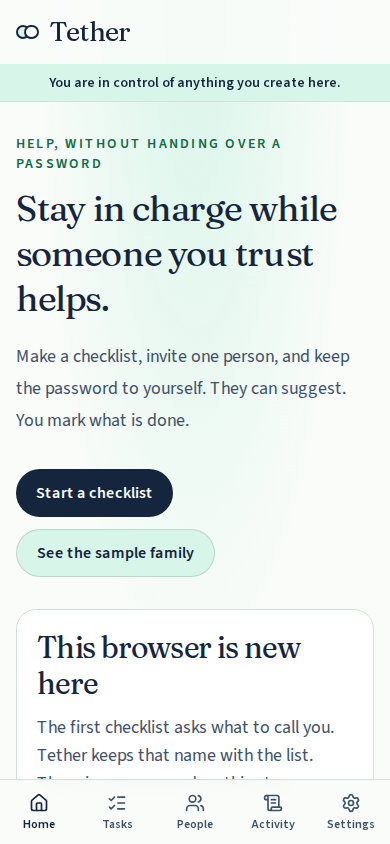 Tether
You are in control of anything you create here.
HELP, WITHOUT HANDING OVER A
PASSWORD
Stay in charge while
someone you trust
helps.
Make a checklist, invite one person, and keep
the password to yourself. They can suggest.
You mark what is done.
Start a checklist
See the sample family
This browser is new
here
The first checklist asks what to call you.
Tether keeps that name with the list.
Home
Tasks
People
Activity
Settings